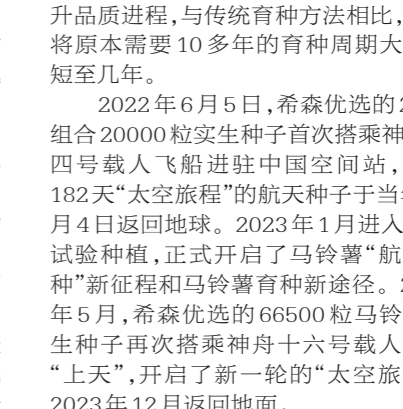 升品质进程，与传统育种方法相比，
将原本需要10多年的育种周期大
短至几年。
2022年6月5日，希森优选的2
组合20000粒实生种子首次搭乘神
四号载人飞船进驻中国空间站，
182天“太空旅程”的航天种子于当
月4日返回地球。2023年1月进入
试验种植，正式开启了马铃薯“航
种”新征程和马铃薯育种新途径。2
年5月，希森优选的66500粒马铃
生种子再次搭乘神舟十六号载人
“上天”，开启了新一轮的“太空旅
2023年12月返回地面。